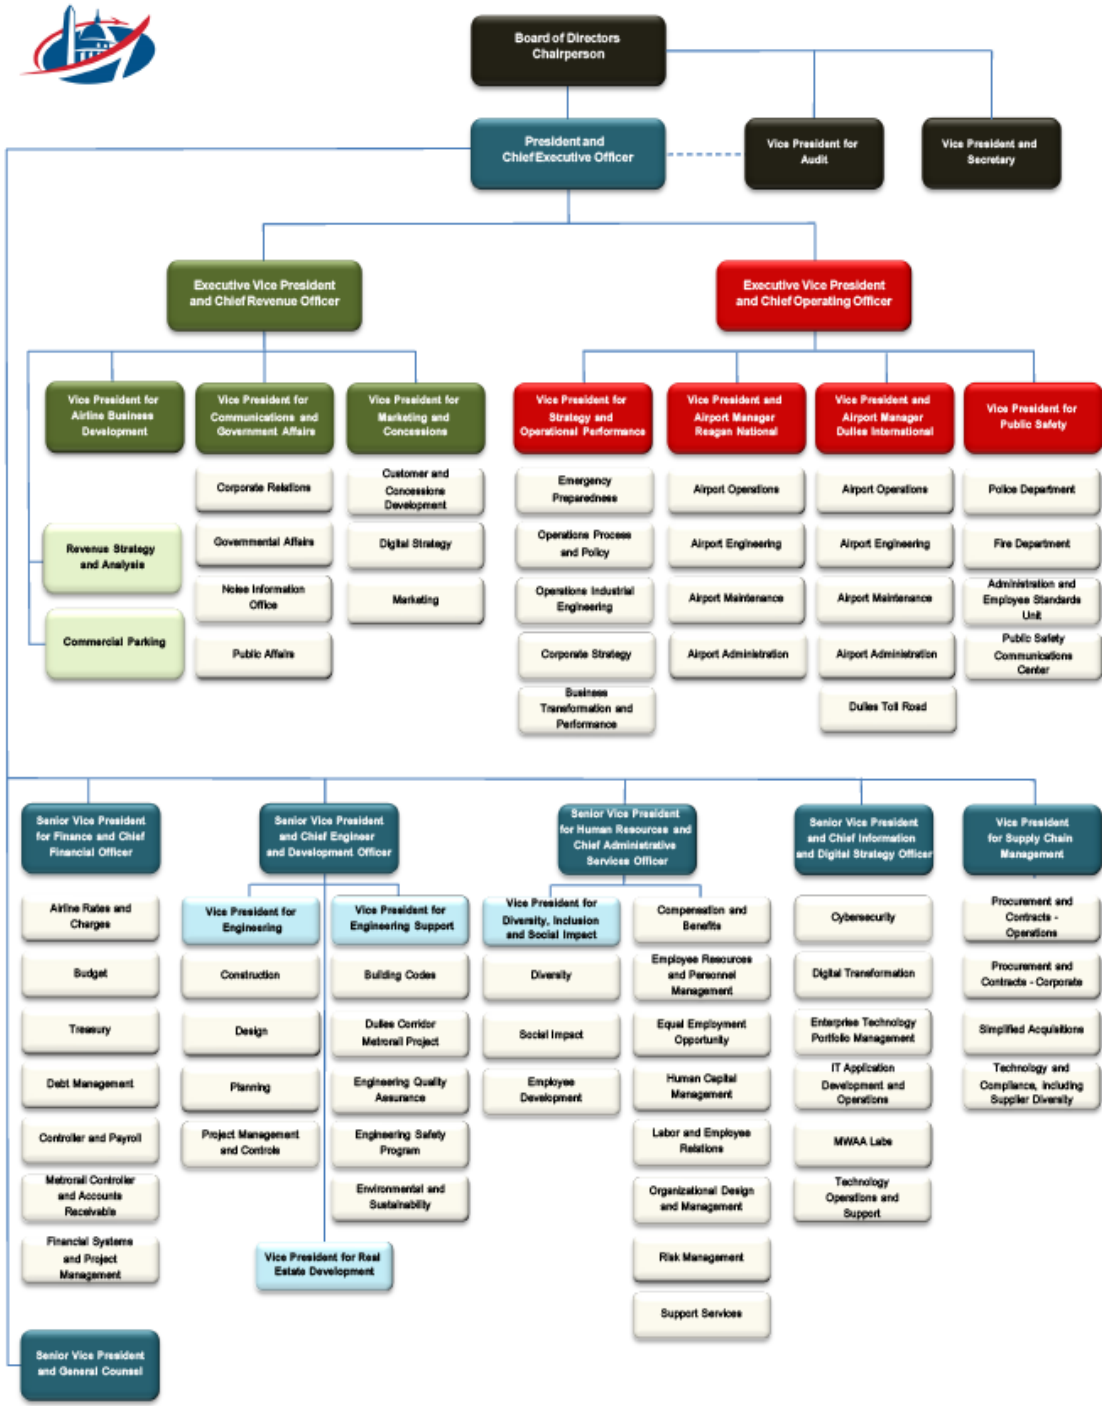 Board of Directors
Chairperson
President and
Chief Executive Officer
Vice President for
Audit
Vice President and
Secretary
Executive Vice President
and Chief Revenue Officer
Executive Vice President
and Chief Operating Officer
Vice President for
Airline Business
Development
Vice President for
Communications and
Government Affairs
Vice President for
Marketing and
Concessions
Vice President for
Strategy and
Operational Performance
Vice President and
Airport Manager
Reagan National
Vice President and
Airport Manager
Dulles International
Vice President for
Public Safety
Revenue Strategy
and Analysis
Commercial Parking
Corporate Relations
Governmental Affairs
Noise Information
Office
Public Affairs
Customer and
Concessions
Development
Digital Strategy
Marketing
Emergency
Preparedness
Operations Process
and Policy
Operations Industrial
Engineering
Corporate Strategy
Business
Transformation and
Performance
Airport Operations
Airport Engineering
Airport Maintenance
Airport Administration
Airport Operations
Airport Engineering
Airport Maintenance
Airport Administration
Dulles Toll Road
Police Department
Fire Department
Administration and
Employee Standards
Unit
Public Safety
Communications
Center
Senior Vice President
for Finance and Chief
Financial Officer
Senior Vice President
and Chief Engineer
and Development Officer
Senior Vice President
for Human Resources and
Chief Administrative
Services Officer
Senior Vice President
and Chief Information
and Digital Strategy Officer
Vice President
for Supply Chain
Management
Airline Rates and
Charges
Budget
Treasury
Debt Management
Controller and Payroll
Metrorail Controller
and Accounts
Receivable
Financial Systems
and Project
Management
Vice President for
Engineering
Construction
Design
Planning
Project Management
and Controls
Vice President for
Engineering Support
Building Codes
Dulles Corridor
Metrorail Project
Engineering Quality
Assurance
Engineering Safety
Program
Environmental and
Sustainability
Vice President for Real
Estate Development
Vice President for
Diversity, Inclusion
and Social Impact
Diversity
Social Impact
Employee
Development
Compensation and
Benefits
Employee Resources
and Personnel
Management
Equal Employment
Opportunity
Human Capital
Management
Labor and Employee
Relations
Organizational Design
and Management
Risk Management
Support Services
Cybersecurity
Digital Transformation
Enterprise Technology
Portfolio Management
IT Application
Development and
Operations
MWAA Labs
Technology
Operations and
Support
Procurement and
Contracts -
Operations
Procurement and
Contracts - Corporate
Simplified Acquisitions
Technology and
Compliance, including
Supplier Diversity
Senior Vice President
and General Counsel